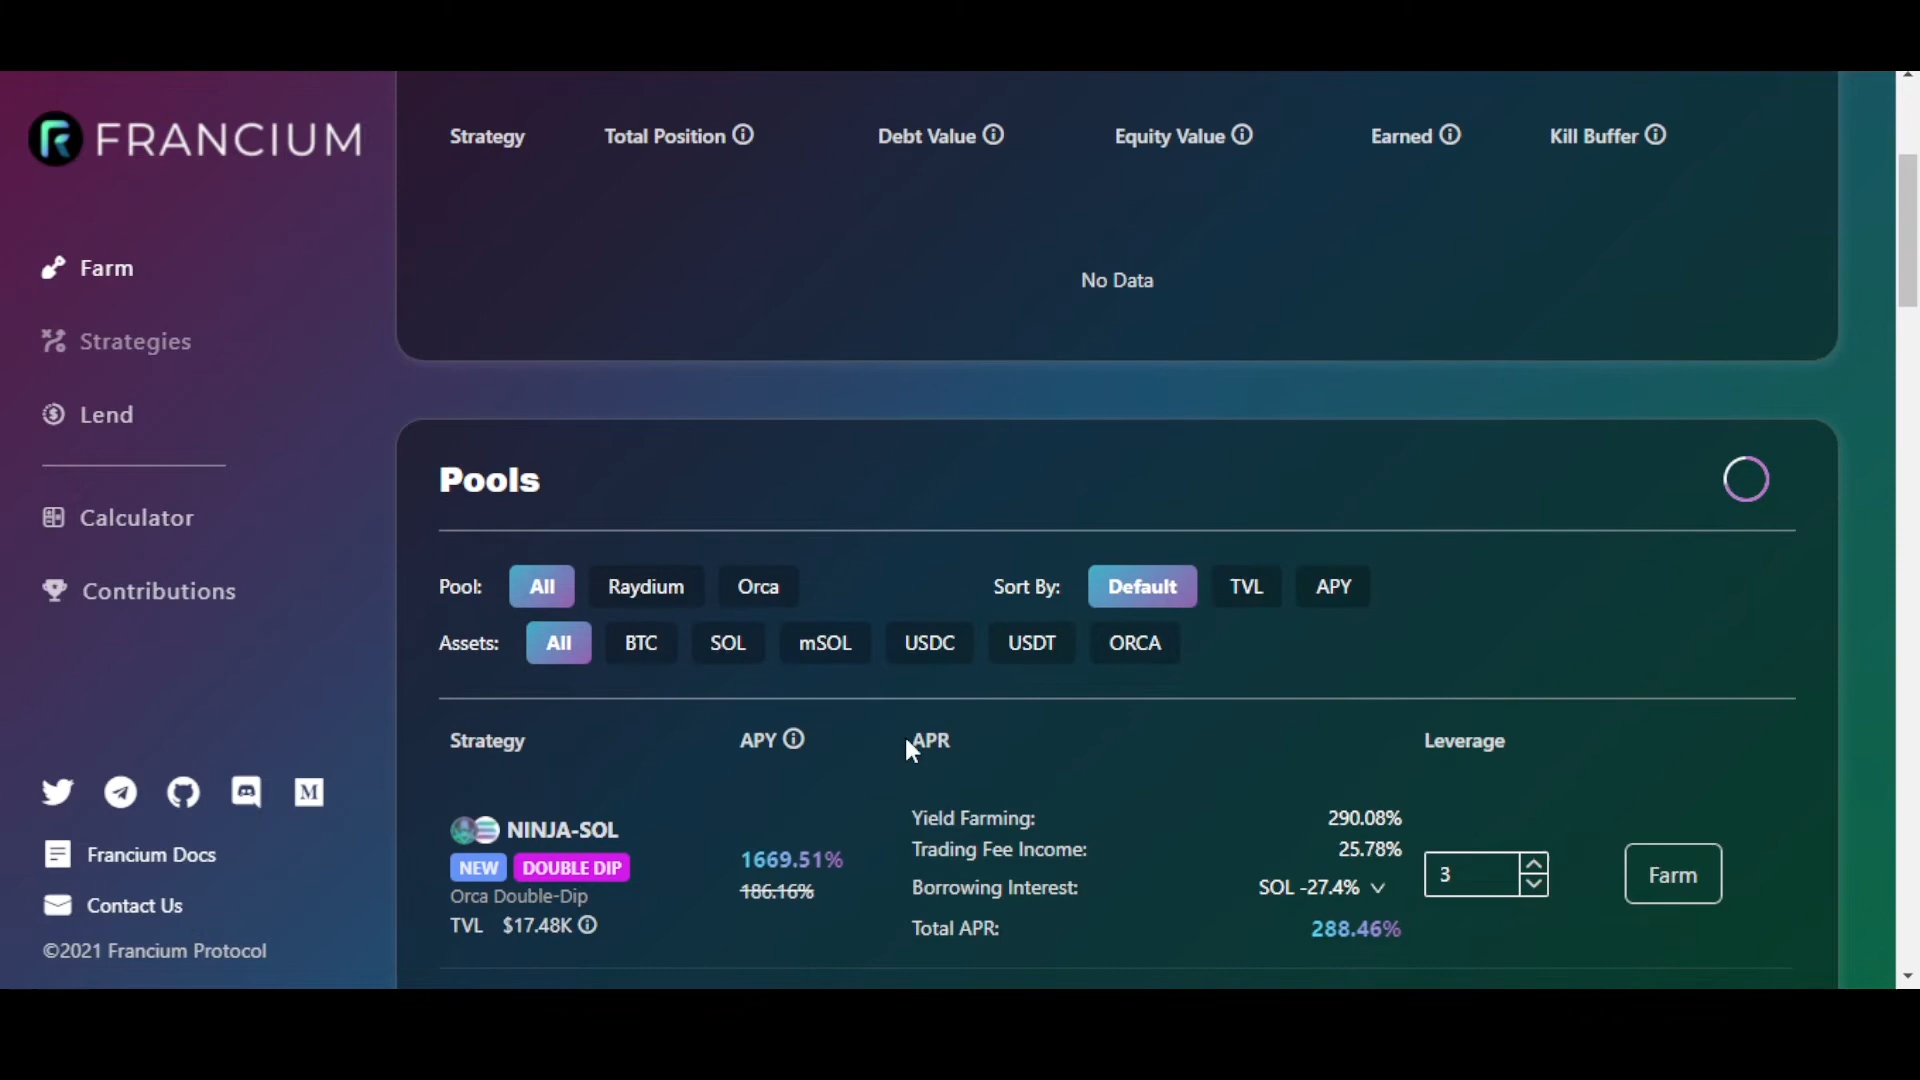 FRANCIUM
Farm
Strategies
Lend
Calculator
Contributions
M
Francium Docs
Contact Us
©2021 Francium Protocol
Strategy Total Position Debt Value Equity Value Earned Kill Buffer
No Data
Pools
Pool: All Raydium Orca Sort By: Default TVL APY
Assets: All BTC SOL mSOL USDC USDT ORCA
Strategy APY APR Leverage
NINJA-SOL
NEW DOUBLE DIP
Orca Double-Dip
TVL $17.48K
1669.51%
186.16%
Yield Farming: 290.08%
Trading Fee Income: 25.78%
Borrowing Interest: SOL -27.4%
Total APR: 288.46%
3
Farm